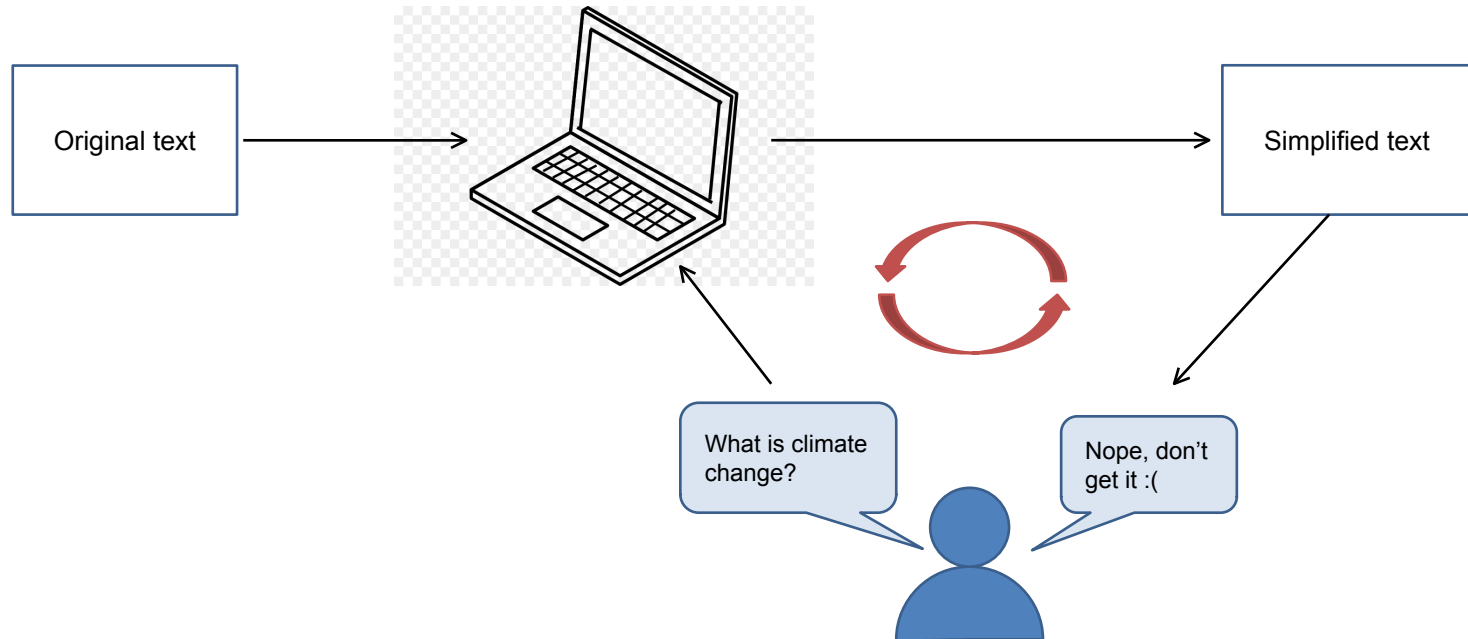 Original text
Simplified text
What is climate
change?
Nope, don’t
get it :(